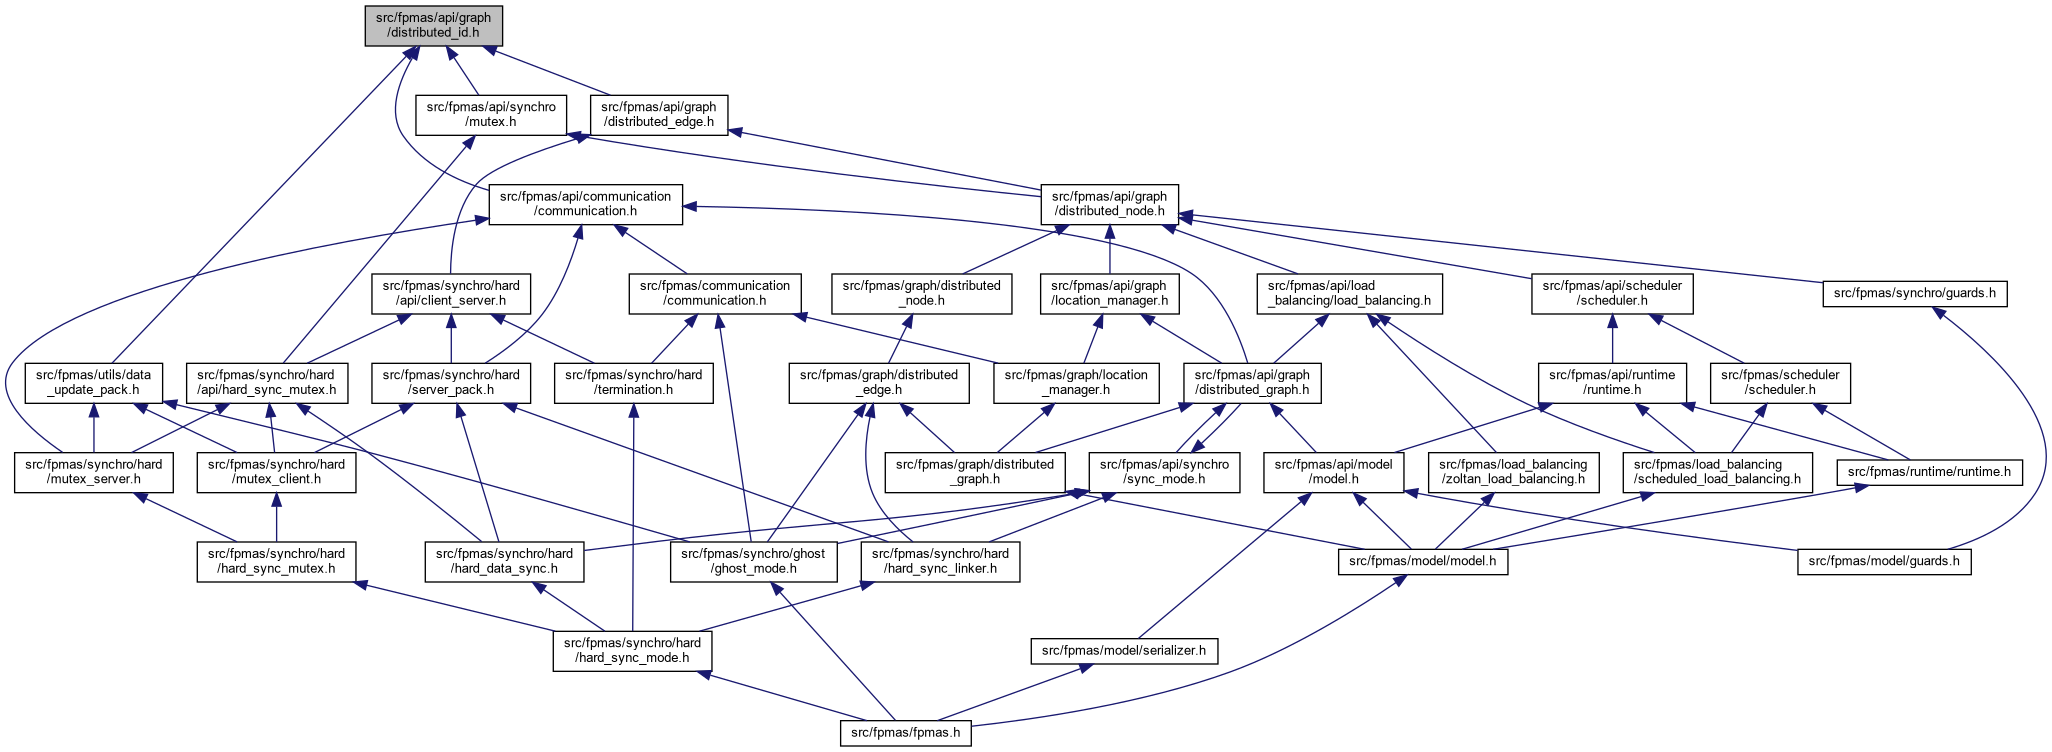 src/fpmas/api/graph
/distributed_id.h
src/fpmas/api/synchro
/mutex.h
src/fpmas/api/graph
/distributed_edge.h
src/fpmas/api/communication
/communication.h
src/fpmas/api/graph
/distributed_node.h
src/fpmas/synchro/hard
/api/client_server.h
src/fpmas/communication
/communication.h
src/fpmas/graph/distributed
_node.h
src/fpmas/api/graph
/location_manager.h
src/fpmas/api/load
_balancing/load_balancing.h
src/fpmas/api/scheduler
/scheduler.h
src/fpmas/synchro/guards.h
src/fpmas/utils/data
_update_pack.h
src/fpmas/synchro/hard
/api/hard_sync_mutex.h
src/fpmas/synchro/hard
/server_pack.h
src/fpmas/synchro/hard
/termination.h
src/fpmas/graph/distributed
_edge.h
src/fpmas/graph/location
_manager.h
src/fpmas/api/graph
/distributed_graph.h
src/fpmas/api/runtime
/runtime.h
src/fpmas/scheduler
/scheduler.h
src/fpmas/synchro/hard
/mutex_server.h
src/fpmas/synchro/hard
/mutex_client.h
src/fpmas/graph/distributed
_graph.h
src/fpmas/api/synchro
/sync_mode.h
src/fpmas/api/model
/model.h
src/fpmas/load_balancing
/zoltan_load_balancing.h
src/fpmas/load_balancing
/scheduled_load_balancing.h
src/fpmas/runtime/runtime.h
src/fpmas/synchro/hard
/hard_sync_mutex.h
src/fpmas/synchro/hard
/hard_data_sync.h
src/fpmas/synchro/ghost
/ghost_mode.h
src/fpmas/synchro/hard
/hard_sync_linker.h
src/fpmas/model/model.h
src/fpmas/model/guards.h
src/fpmas/synchro/hard
/hard_sync_mode.h
src/fpmas/model/serializer.h
src/fpmas/fpmas.h